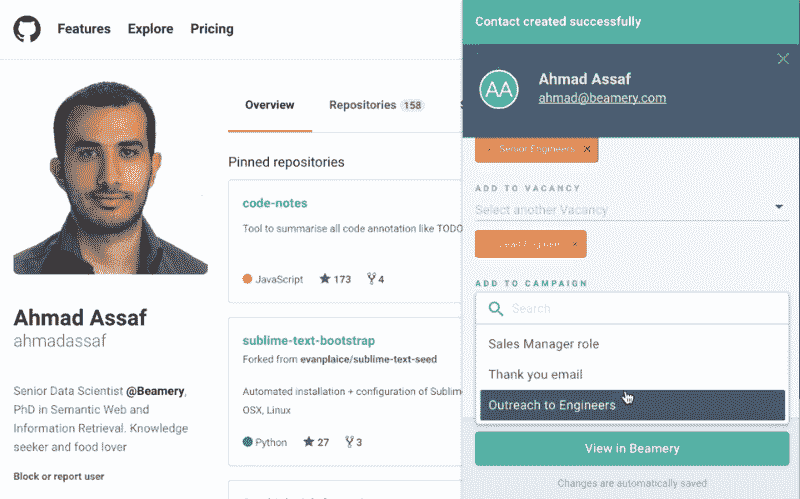 Features Explore Pricing
Overview
Repositories 158
Pinned repositories
code-notes
Tool to summarise all code annotation like TODO
JavaScript 173 4
sublime-text-bootstrap
Forked from evanplaice/sublime-text-seed
Automated installation + configuration of Sublim
OSX, Linux
Python 27 3
Ahmad Assaf
ahmadassaf
Senior Data Scientist @Beamery,
PhD in Semantic Web and
Information Retrieval. Knowledge
seeker and food lover
Block or report user
Contact created successfully
AA
Ahmad Assaf
ahmad@beamery.com
Senior Engineers
ADD TO VACANCY
Select another Vacancy
Lead Engineer
ADD TO CAMPAIGN
Search
Sales Manager role
Thank you email
Outreach to Engineers
View in Beamery
Changes are automatically saved